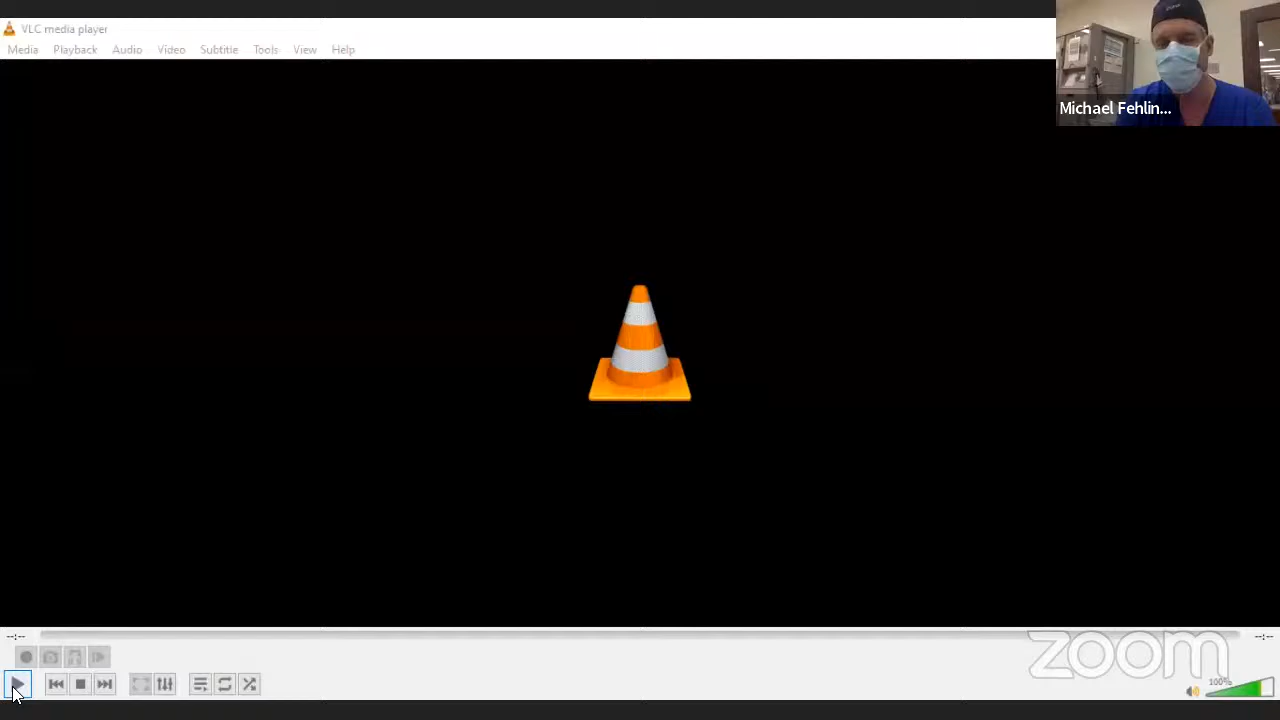 VLC media player
Media Playback Audio Video Subtitle Tools View Help
Michael Fehlin...
--:-- --:--
zoom
100%